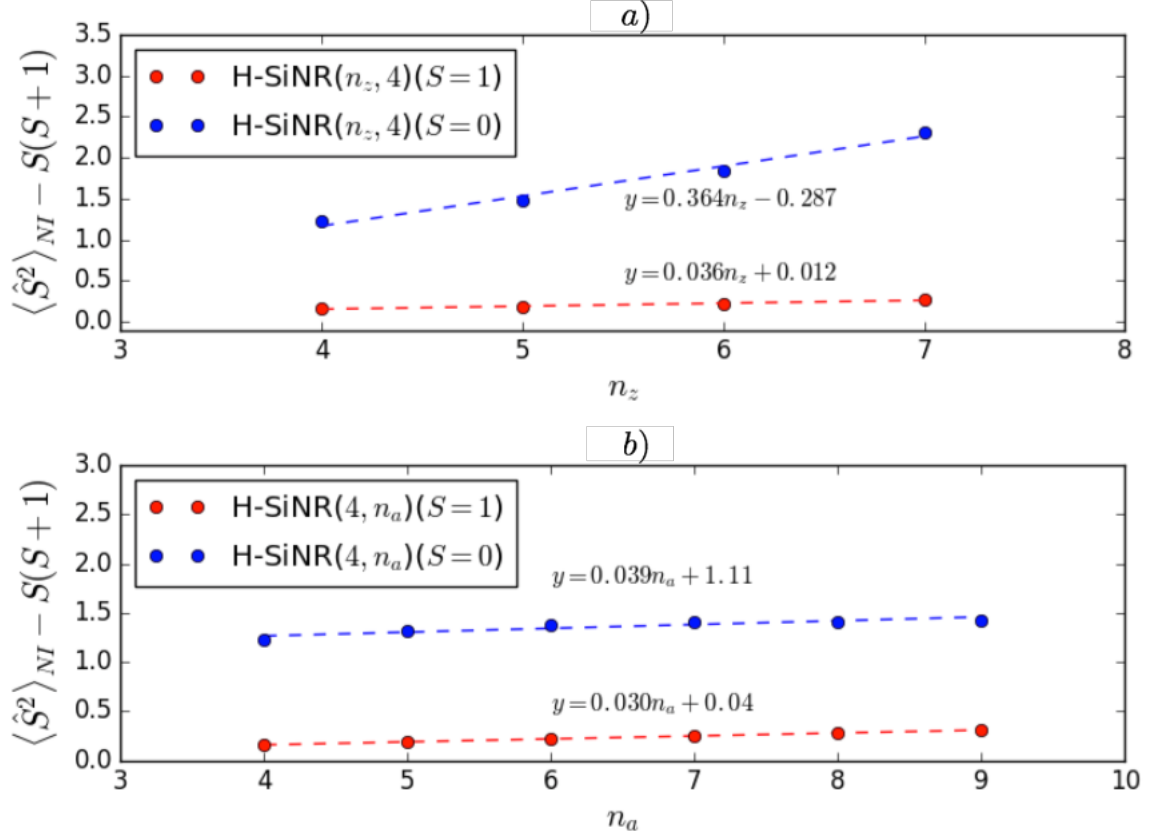 a)
3.5
3.0
2.5
2.0
1.5
1.0
0.5
0.0
⟨Ŝ²⟩_NI − S(S + 1)
H-SiNR(n_z, 4)(S = 1)
H-SiNR(n_z, 4)(S = 0)
y = 0.364n_z − 0.287
y = 0.036n_z + 0.012
3 4 5 6 7 8
n_z
b)
3.0
2.5
2.0
1.5
1.0
0.5
0.0
⟨Ŝ²⟩_NI − S(S + 1)
H-SiNR(4, n_a)(S = 1)
H-SiNR(4, n_a)(S = 0)
y = 0.039n_a + 1.11
y = 0.030n_a + 0.04
3 4 5 6 7 8 9 10
n_a